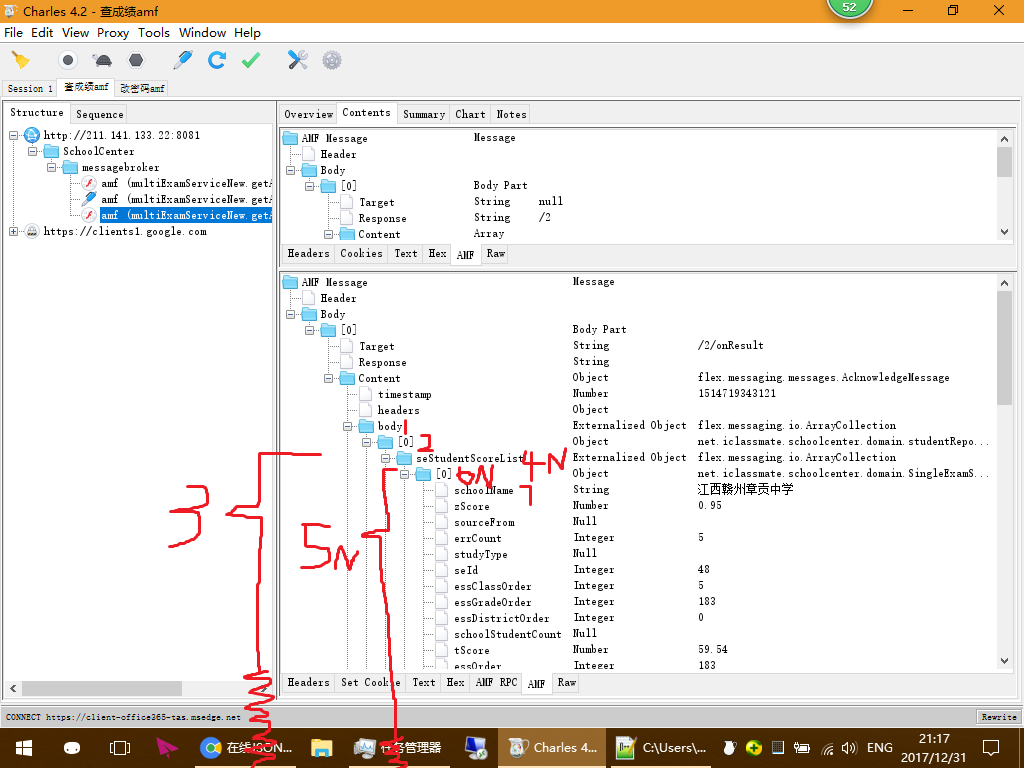 Charles 4.2 - 查成绩amf
52
File Edit View Proxy Tools Window Help
Session 1 查成绩amf 改密码amf
Structure Sequence
http://211.141.133.22:8081
SchoolCenter
messagebroker
amf (multiExamServiceNew.getA
amf (multiExamServiceNew.getA
amf (multiExamServiceNew.getA
https://clients1.google.com
Overview Contents Summary Chart Notes
AMF Message Message
Header
Body
[0] Body Part
Target String null
Response String /2
Content Array
Headers Cookies Text Hex AMF Raw
AMF Message Message
Header
Body
[0] Body Part
Target String /2/onResult
Response String
Content Object flex.messaging.messages.AcknowledgeMessage
timestamp Number 1514719343121
headers Object
body Externalized Object flex.messaging.io.ArrayCollection
1
[0] Object net.iclassmate.schoolcenter.domain.studentRepo...
2
seStudentScoreList Externalized Object flex.messaging.io.ArrayCollection
4N
[0] Object net.iclassmate.schoolcenter.domain.SingleExamS...
6N
schoolName String 江西赣州章贡中学
7
zScore Number 0.95
sourceFrom Null
errCount Integer 5
studyType Null
seId Integer 48
essClassOrder Integer 5
essGradeOrder Integer 183
essDistrictOrder Integer 0
schoolStudentCount Null
tScore Number 59.54
essOrder Integer 183
3
5N
Headers Set Cookie Text Hex AMF RPC AMF Raw
CONNECT https://client-office365-tas.msedge.net
Rewrite
在线JSON... 任务管理器 Charles 4... C:\Users\... ENG
21:17
2017/12/31